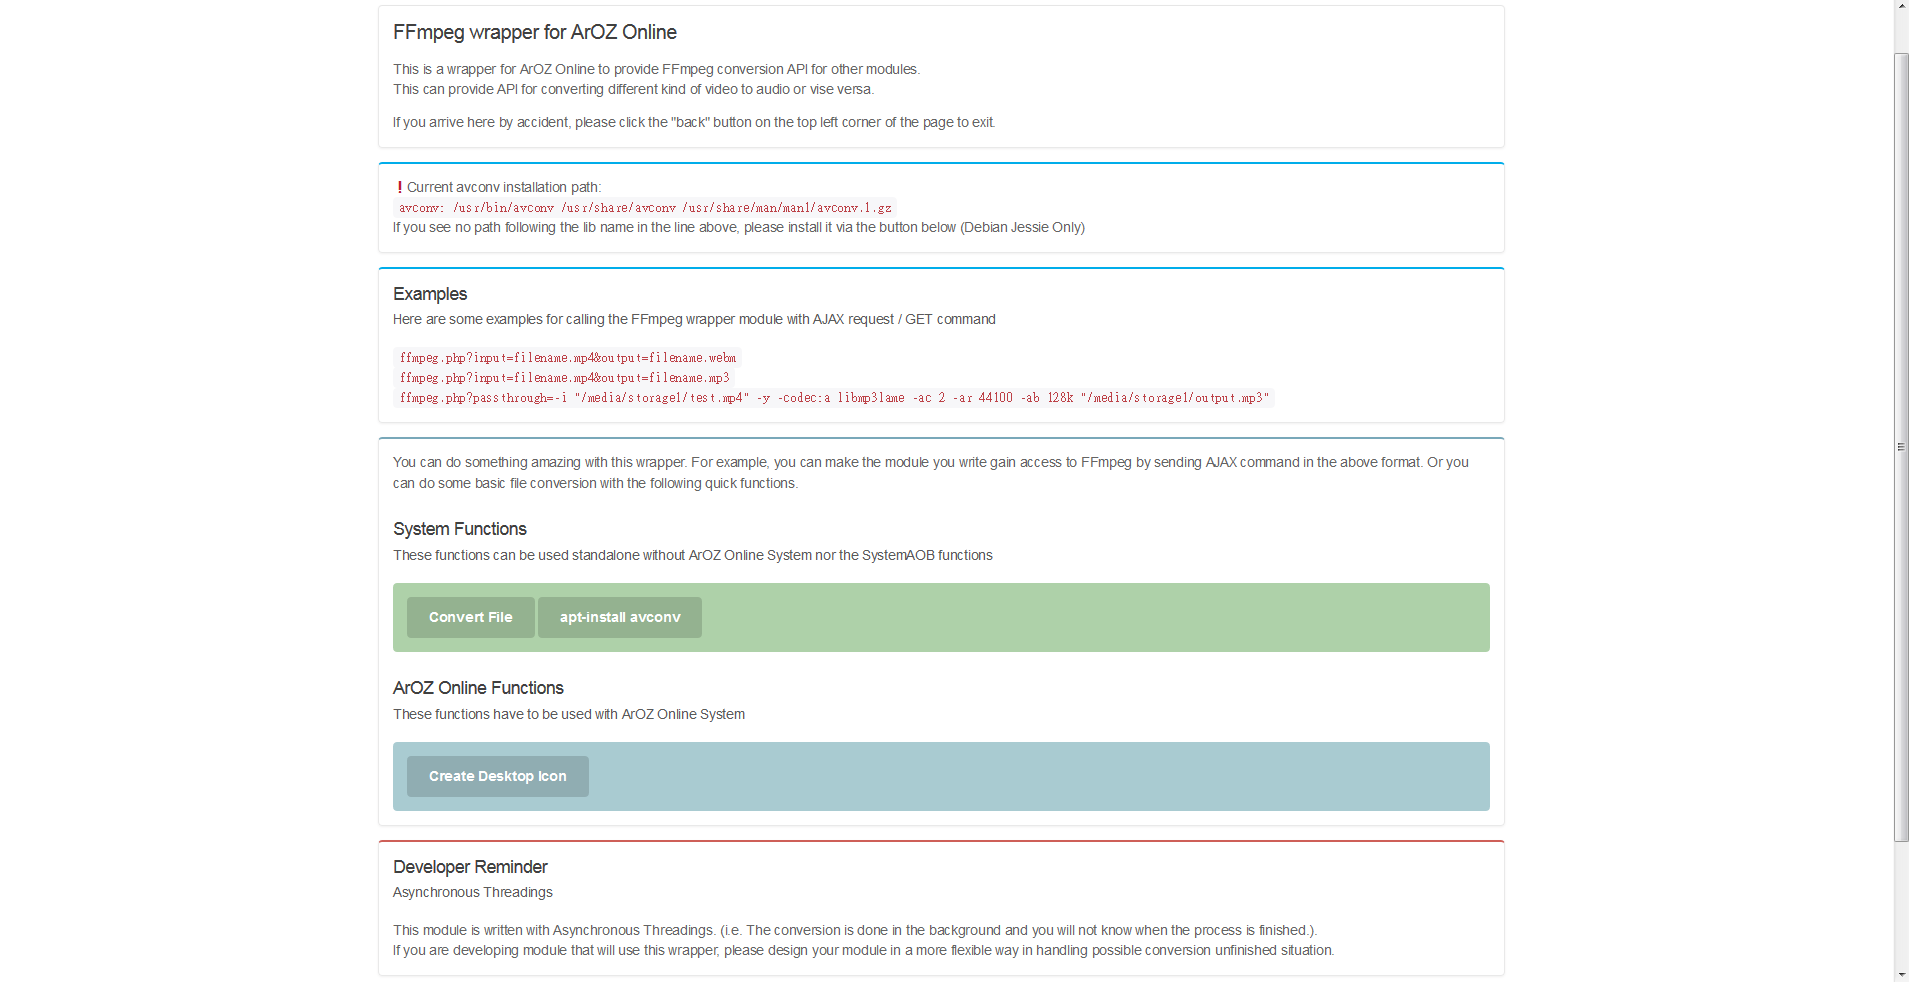 FFmpeg wrapper for ArOZ Online
This is a wrapper for ArOZ Online to provide FFmpeg conversion API for other modules.
This can provide API for converting different kind of video to audio or vise versa.
If you arrive here by accident, please click the "back" button on the top left corner of the page to exit.
❗Current avconv installation path:
avconv: /usr/bin/avconv /usr/share/avconv /usr/share/man/man1/avconv.1.gz
If you see no path following the lib name in the line above, please install it via the button below (Debian Jessie Only)
Examples
Here are some examples for calling the FFmpeg wrapper module with AJAX request / GET command
ffmpeg.php?input=filename.mp4&output=filename.webm
ffmpeg.php?input=filename.mp4&output=filename.mp3
ffmpeg.php?passthrough=-i "/media/storage1/test.mp4" -y -codec:a libmp3lame -ac 2 -ar 44100 -ab 128k "/media/storage1/output.mp3"
You can do something amazing with this wrapper. For example, you can make the module you write gain access to FFmpeg by sending AJAX command in the above format. Or you
can do some basic file conversion with the following quick functions.
System Functions
These functions can be used standalone without ArOZ Online System nor the SystemAOB functions
Convert File
apt-install avconv
ArOZ Online Functions
These functions have to be used with ArOZ Online System
Create Desktop Icon
Developer Reminder
Asynchronous Threadings
This module is written with Asynchronous Threadings. (i.e. The conversion is done in the background and you will not know when the process is finished.).
If you are developing module that will use this wrapper, please design your module in a more flexible way in handling possible conversion unfinished situation.